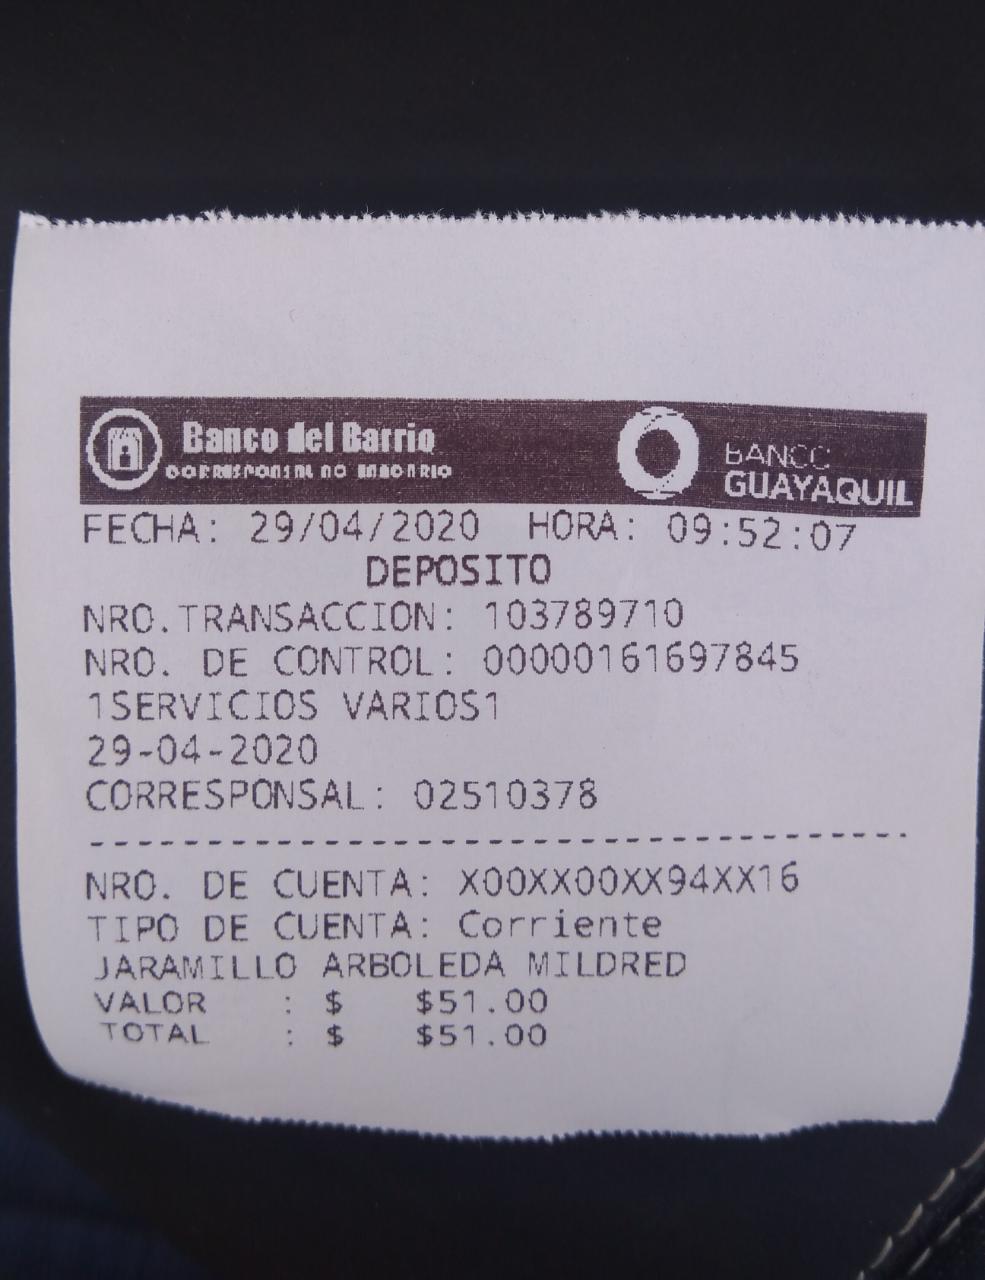 Banco del Barrio
CORRESPONSAL NO BANCARIO
BANCO
GUAYAQUIL
FECHA: 29/04/2020 HORA: 09:52:07
DEPOSITO
NRO.TRANSACCION: 103789710
NRO. DE CONTROL: 00000161697845
1SERVICIOS VARIOS1
29-04-2020
CORRESPONSAL: 02510378
NRO. DE CUENTA: X00XX00XX94XX16
TIPO DE CUENTA: Corriente
JARAMILLO ARBOLEDA MILDRED
VALOR : $ $51.00
TOTAL : $ $51.00